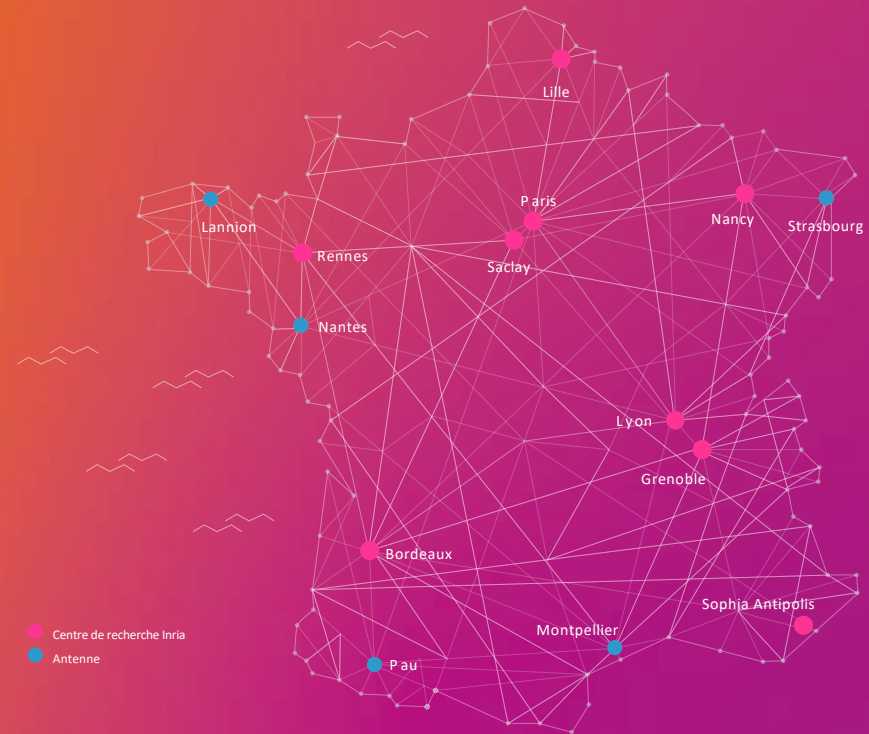 Lille
Paris
Nancy
Strasbourg
Lannion
Rennes
Saclay
Nantes
Lyon
Grenoble
Bordeaux
Sophia Antipolis
Montpellier
Pau
Centre de recherche Inria
Antenne